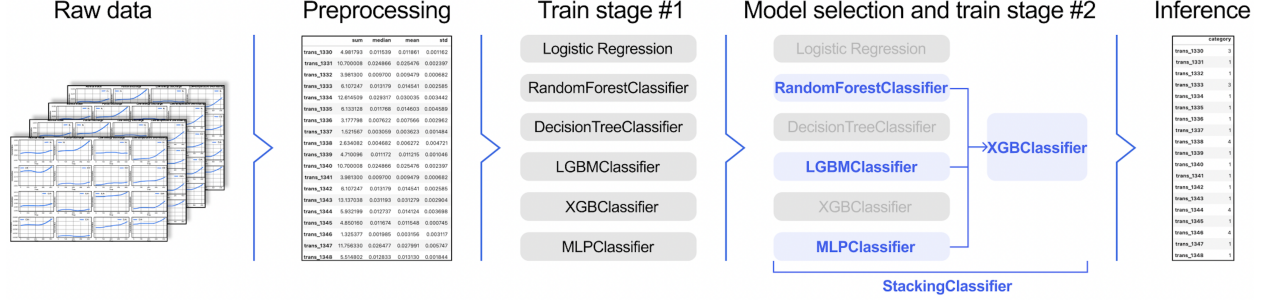 Raw data
Preprocessing
Train stage #1
Model selection and train stage #2
Inference
sum median mean std
trans_1330 4.981793 0.011539 0.011861 0.001162
trans_1331 10.700008 0.024866 0.025476 0.002397
trans_1332 3.981300 0.009700 0.009479 0.000682
trans_1333 6.107247 0.013179 0.014541 0.002585
trans_1334 12.614509 0.029317 0.030035 0.003442
trans_1335 6.133128 0.011768 0.014603 0.004589
trans_1336 3.177798 0.007622 0.007566 0.002962
trans_1337 1.521567 0.003059 0.003623 0.001484
trans_1338 2.634082 0.004682 0.006272 0.004721
trans_1339 4.710096 0.011172 0.011215 0.001046
trans_1340 10.700008 0.024866 0.025476 0.002397
trans_1341 3.981300 0.009700 0.009479 0.000682
trans_1342 6.107247 0.013179 0.014541 0.002585
trans_1343 13.137038 0.031193 0.031279 0.002904
trans_1344 5.932199 0.012737 0.014124 0.003698
trans_1345 4.850160 0.011674 0.011548 0.000745
trans_1346 1.325377 0.001985 0.003156 0.003117
trans_1347 11.756330 0.026477 0.027991 0.005747
trans_1348 5.514802 0.012833 0.013130 0.001844
Logistic Regression
RandomForestClassifier
DecisionTreeClassifier
LGBMClassifier
XGBClassifier
MLPClassifier
Logistic Regression
RandomForestClassifier
DecisionTreeClassifier
LGBMClassifier
XGBClassifier
MLPClassifier
XGBClassifier
StackingClassifier
category
trans_1330 3
trans_1331 1
trans_1332 1
trans_1333 3
trans_1334 1
trans_1335 1
trans_1336 1
trans_1337 1
trans_1338 4
trans_1339 1
trans_1340 1
trans_1341 1
trans_1342 1
trans_1343 1
trans_1344 4
trans_1345 1
trans_1346 4
trans_1347 1
trans_1348 1